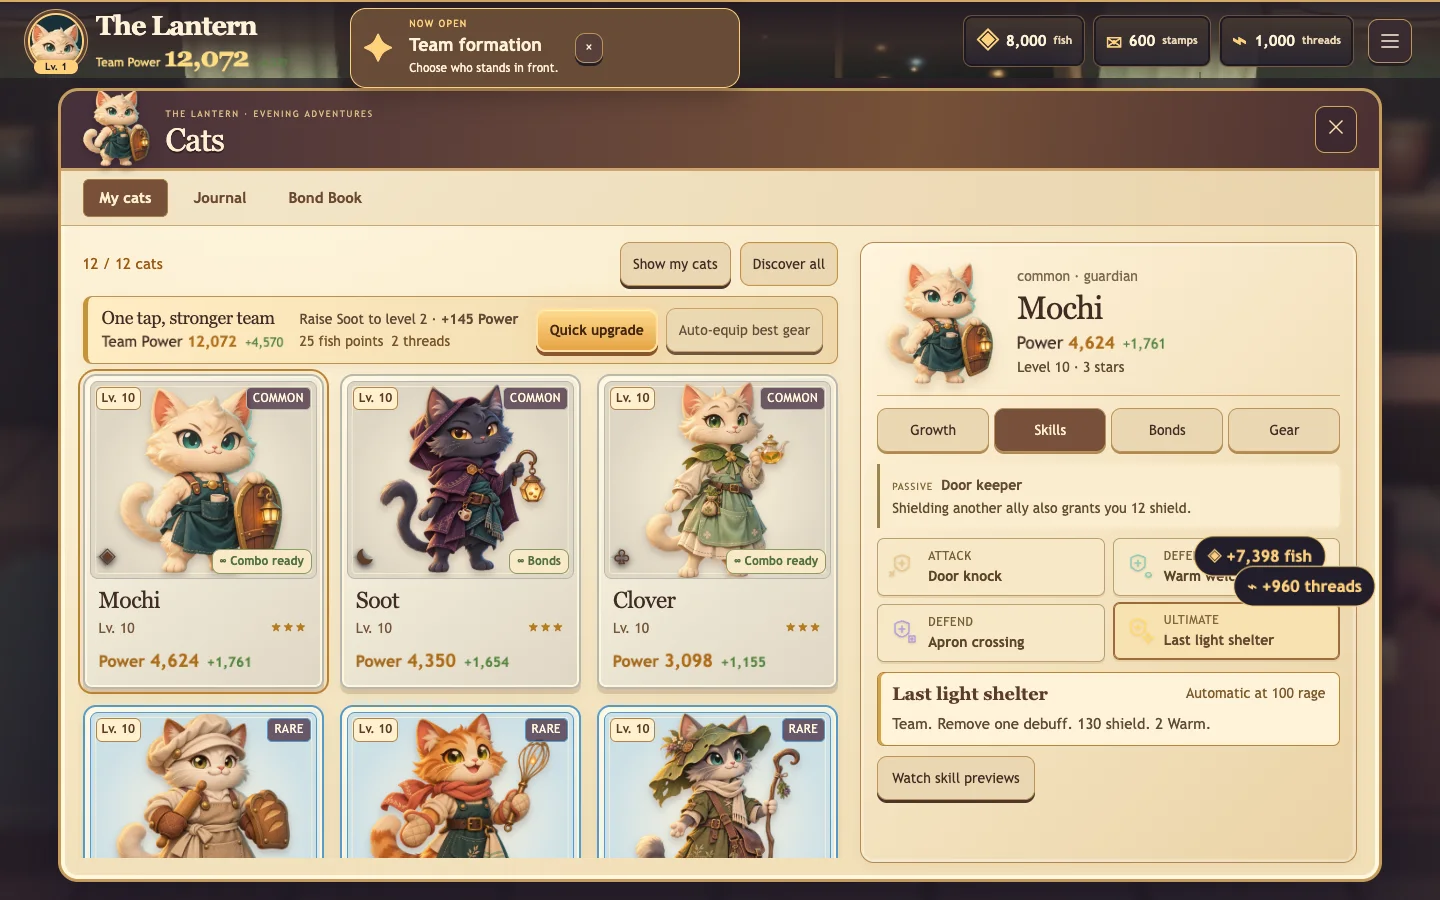 The Lantern
Lv. 1
Team Power 12,072
NOW OPEN
Team formation
Choose who stands in front.
×
8,000 fish
600 stamps
1,000 threads
THE LANTERN · EVENING ADVENTURES
Cats
My cats
Journal
Bond Book
12 / 12 cats
Show my cats
Discover all
One tap, stronger team
Team Power 12,072 +4,570
Raise Soot to level 2 · +145 Power
25 fish points 2 threads
Quick upgrade
Auto-equip best gear
Lv. 10
COMMON
∞ Combo ready
Mochi
Lv. 10
★★★
Power 4,624 +1,761
Lv. 10
COMMON
∞ Bonds
Soot
Lv. 10
★★★
Power 4,350 +1,654
Lv. 10
COMMON
∞ Combo ready
Clover
Lv. 10
★★★
Power 3,098 +1,155
Lv. 10
RARE
Lv. 10
RARE
Lv. 10
RARE
common · guardian
Mochi
Power 4,624 +1,761
Level 10 · 3 stars
Growth
Skills
Bonds
Gear
PASSIVE Door keeper
Shielding another ally also grants you 12 shield.
ATTACK
Door knock
Warm
+7,398 fish
+960 threads
DEFEND
Apron crossing
ULTIMATE
Last light shelter
Last light shelter
Automatic at 100 rage
Team. Remove one debuff. 130 shield. 2 Warm.
Watch skill previews